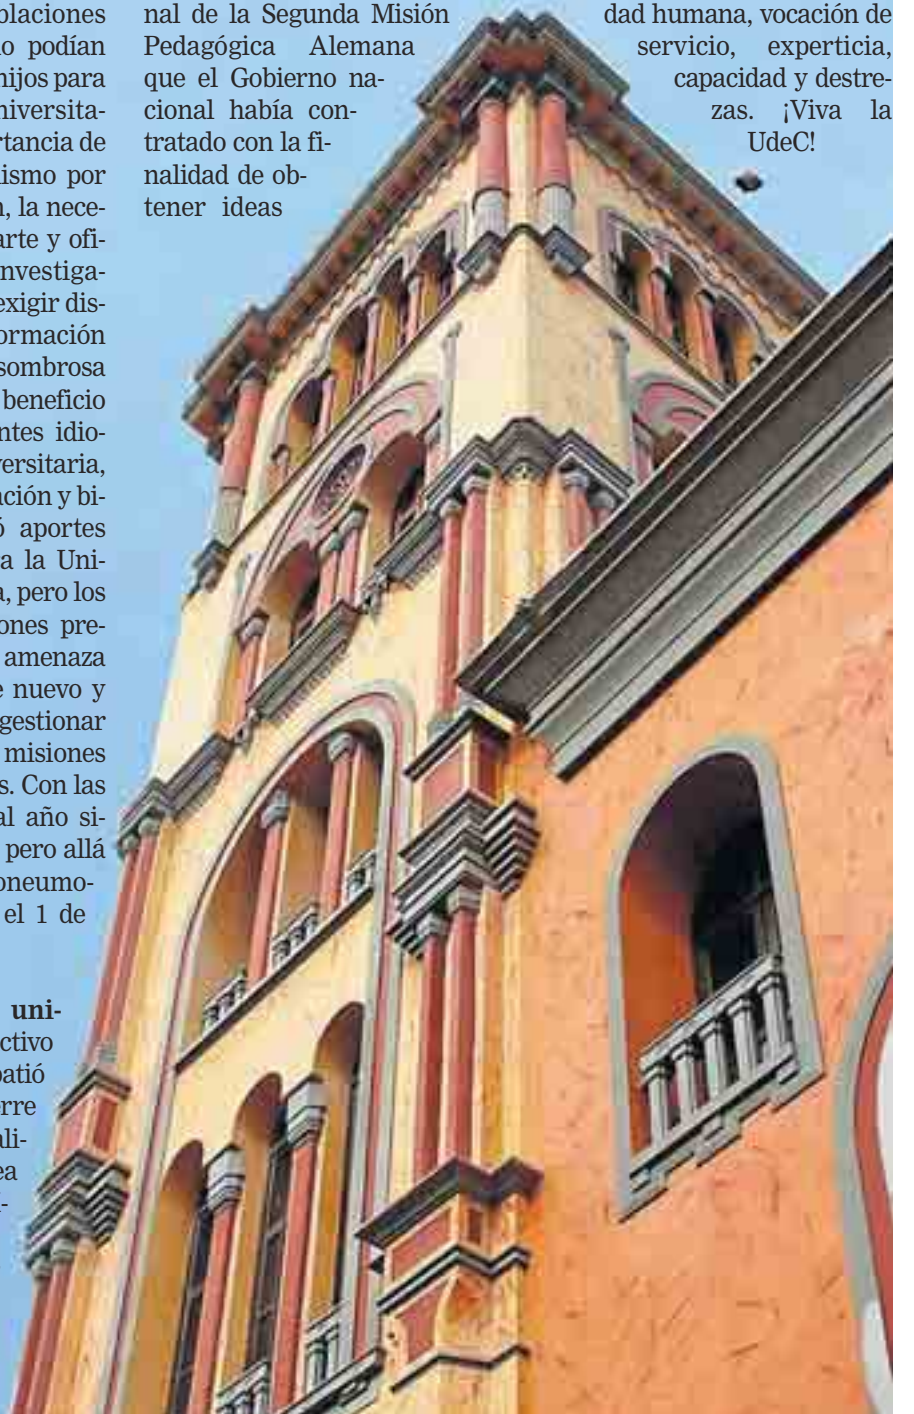 blaciones
o podían
hijos para
niversita-
rtancia de
ismo por
n, la nece-
arte y ofi-
nvestiga-
exigir dis-
ormación
sombrosa
beneficio
ntes idio-
versitaria,
ación y bi-
ó aportes
a la Uni-
a, pero los
ones pre-
amenaza
e nuevo y
gestionar
misiones
s. Con las
al año si-
pero allá
oneumo-
el 1 de
uni-
ctivo
batió
erre
ali-
ea
nal de la Segunda Misión
Pedagógica Alemana
que el Gobierno na-
cional había con-
tratado con la fi-
nalidad de ob-
tener ideas
dad humana, vocación de
servicio, experticia,
capacidad y destre-
zas. ¡Viva la
UdeC!